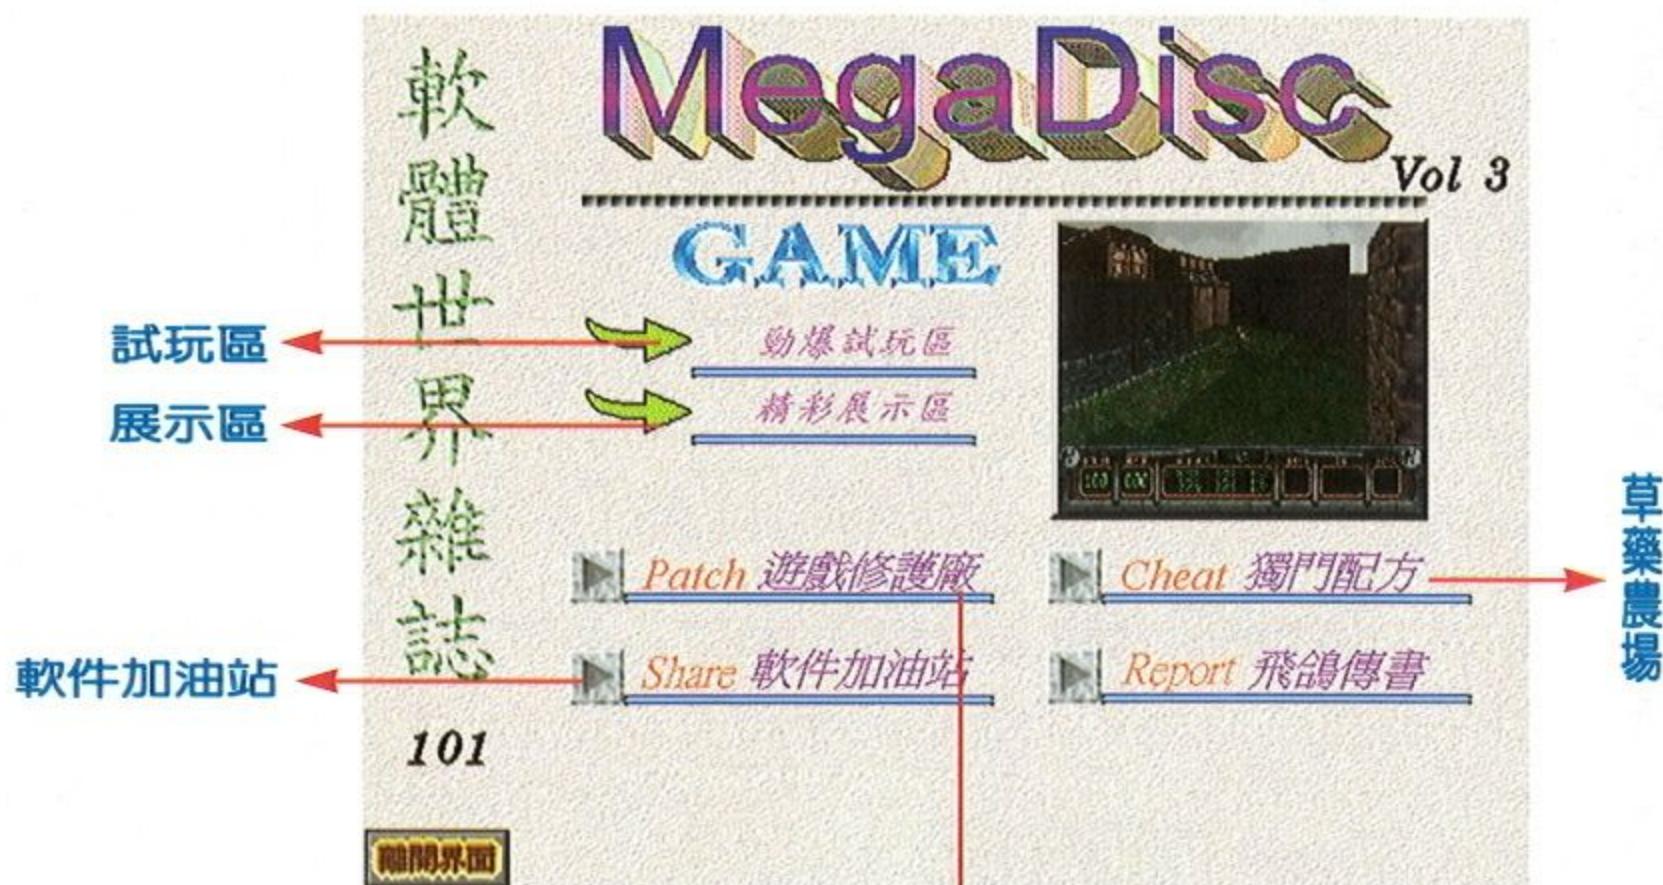 軟體世界雜誌
101
離開界面
MegaDisc
Vol 3
GAME
勁爆試玩區
精彩展示區
Patch 遊戲修護廠
Cheat 獨門配方
Share 軟件加油站
Report 飛鴿傳書
試玩區
展示區
軟件加油站
草藥農場